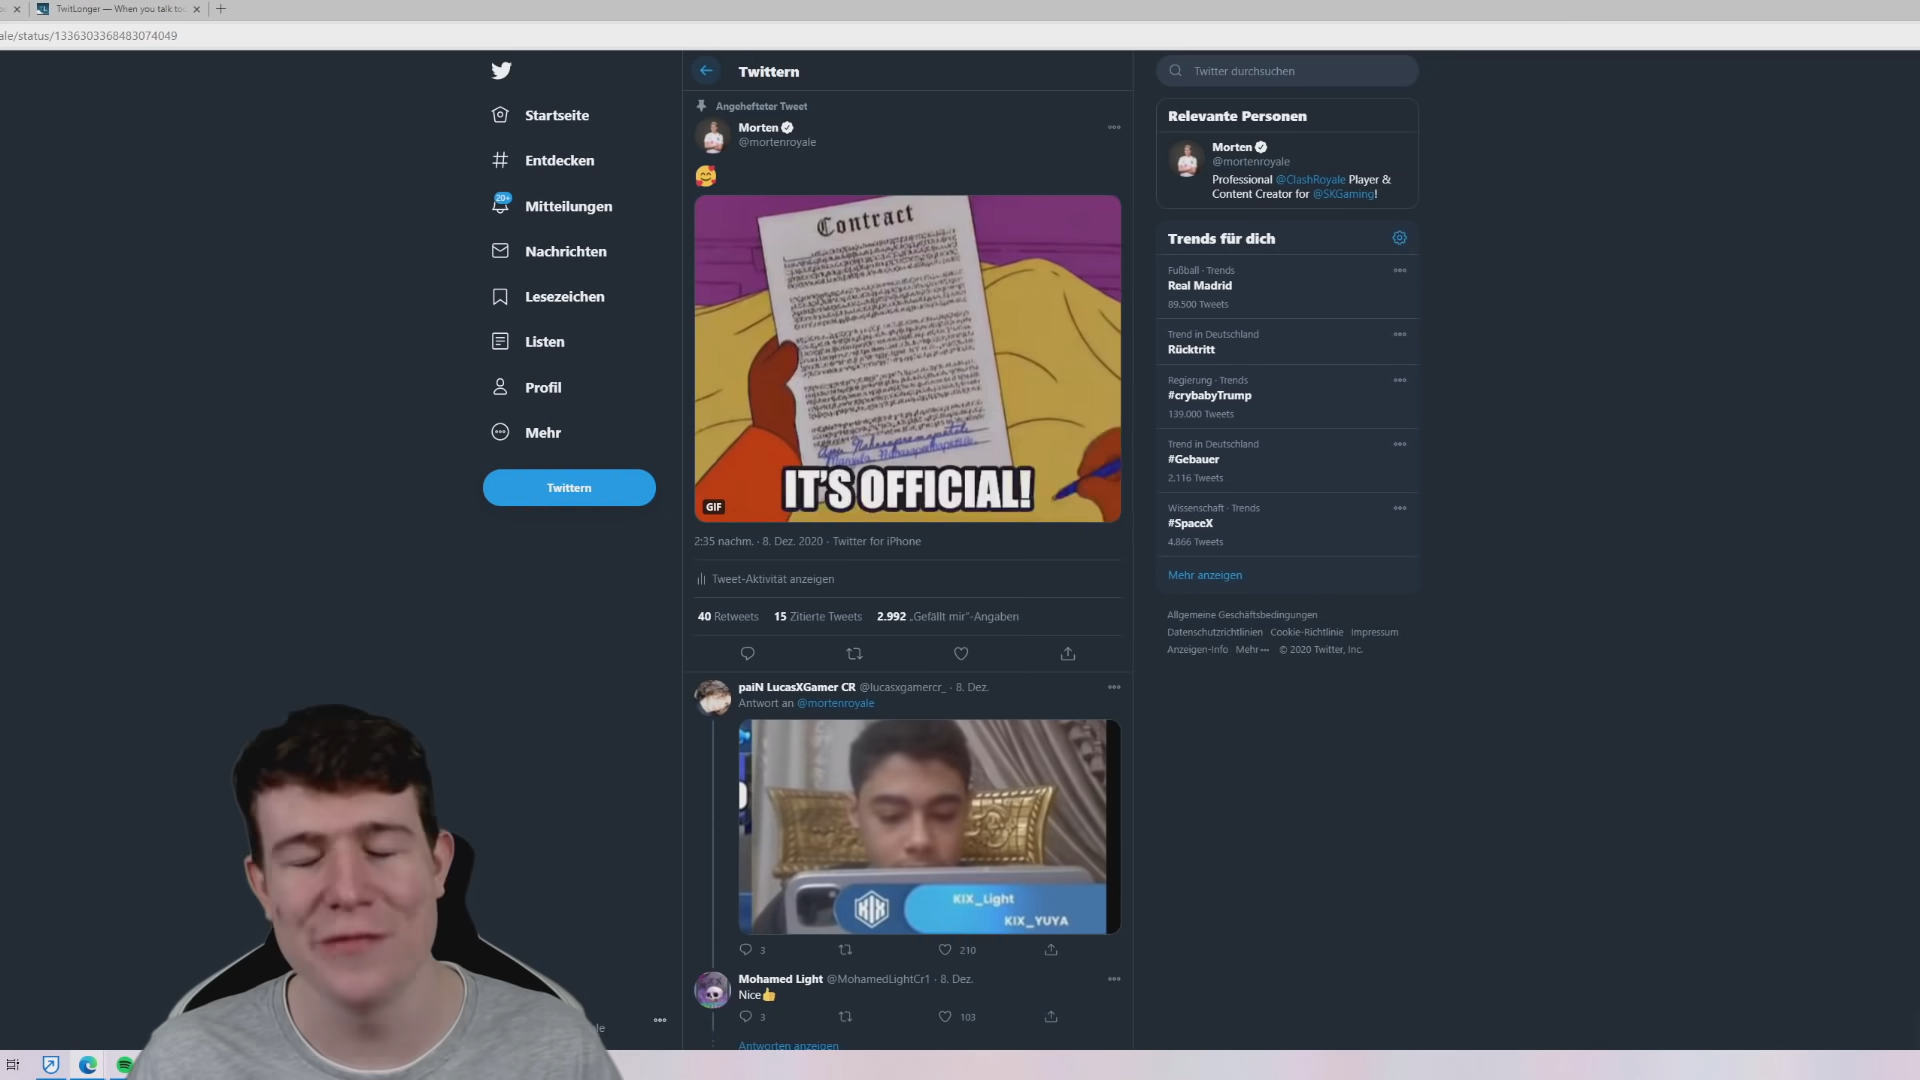 TwitLonger — When you talk to
ale/status/1336303368483074049
Startseite
Entdecken
20+
Mitteilungen
Nachrichten
Lesezeichen
Listen
Profil
Mehr
Twittern
le
Twittern
Angehefteter Tweet
Morten
@mortenroyale
Contract
IT'S OFFICIAL!
GIF
2:35 nachm. · 8. Dez. 2020 · Twitter for iPhone
Tweet-Aktivität anzeigen
40 Retweets 15 Zitierte Tweets 2.992 „Gefällt mir“-Angaben
paiN LucasXGamer CR @lucasxgamercr_ · 8. Dez.
Antwort an @mortenroyale
KIX
KIX_Light
KIX_YUYA
3 210
Mohamed Light @MohamedLightCr1 · 8. Dez.
Nice👍
3 103
Antworten anzeigen
Twitter durchsuchen
Relevante Personen
Morten
@mortenroyale
Professional @ClashRoyale Player &
Content Creator for @SKGaming!
Trends für dich
Fußball · Trends
Real Madrid
89.500 Tweets
Trend in Deutschland
Rücktritt
Regierung · Trends
#crybabyTrump
139.000 Tweets
Trend in Deutschland
#Gebauer
2.116 Tweets
Wissenschaft · Trends
#SpaceX
4.866 Tweets
Mehr anzeigen
Allgemeine Geschäftsbedingungen
Datenschutzrichtlinien Cookie-Richtlinie Impressum
Anzeigen-Info Mehr ••• © 2020 Twitter, Inc.